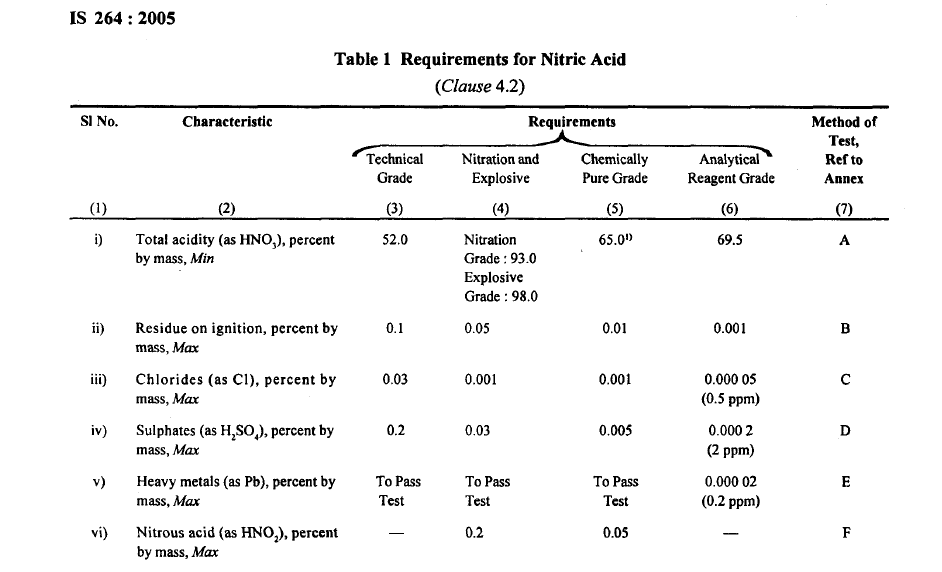 IS 264 : 2005
Table 1 Requirements for Nitric Acid
(Clause 4.2)
Sl No. Characteristic Requirements Method of Test, Ref to Annex
Technical Grade Nitration and Explosive Chemically Pure Grade Analytical Reagent Grade
(1) (2) (3) (4) (5) (6) (7)
i) Total acidity (as HNO₃), percent by mass, Min 52.0 Nitration Grade : 93.0 Explosive Grade : 98.0 65.0¹⁾ 69.5 A
ii) Residue on ignition, percent by mass, Max 0.1 0.05 0.01 0.001 B
iii) Chlorides (as Cl), percent by mass, Max 0.03 0.001 0.001 0.000 05 (0.5 ppm) C
iv) Sulphates (as H₂SO₄), percent by mass, Max 0.2 0.03 0.005 0.000 2 (2 ppm) D
v) Heavy metals (as Pb), percent by mass, Max To Pass Test To Pass Test To Pass Test 0.000 02 (0.2 ppm) E
vi) Nitrous acid (as HNO₂), percent by mass, Max — 0.2 0.05 — F